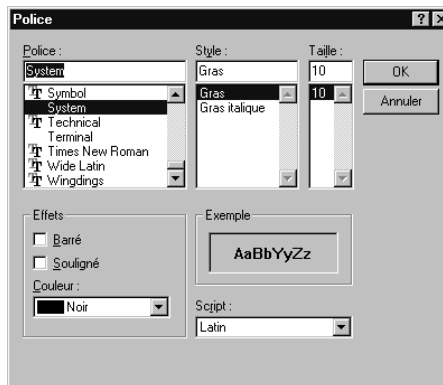 Police
Police :
Style :
Taille :
System
Gras
10
OK
Symbol
System
Technical
Terminal
Times New Roman
Wide Latin
Wingdings
Gras
Gras italique
10
Annuler
Effets
Barré
Souligné
Couleur :
Noir
Exemple
AaBbYyZz
Script :
Latin